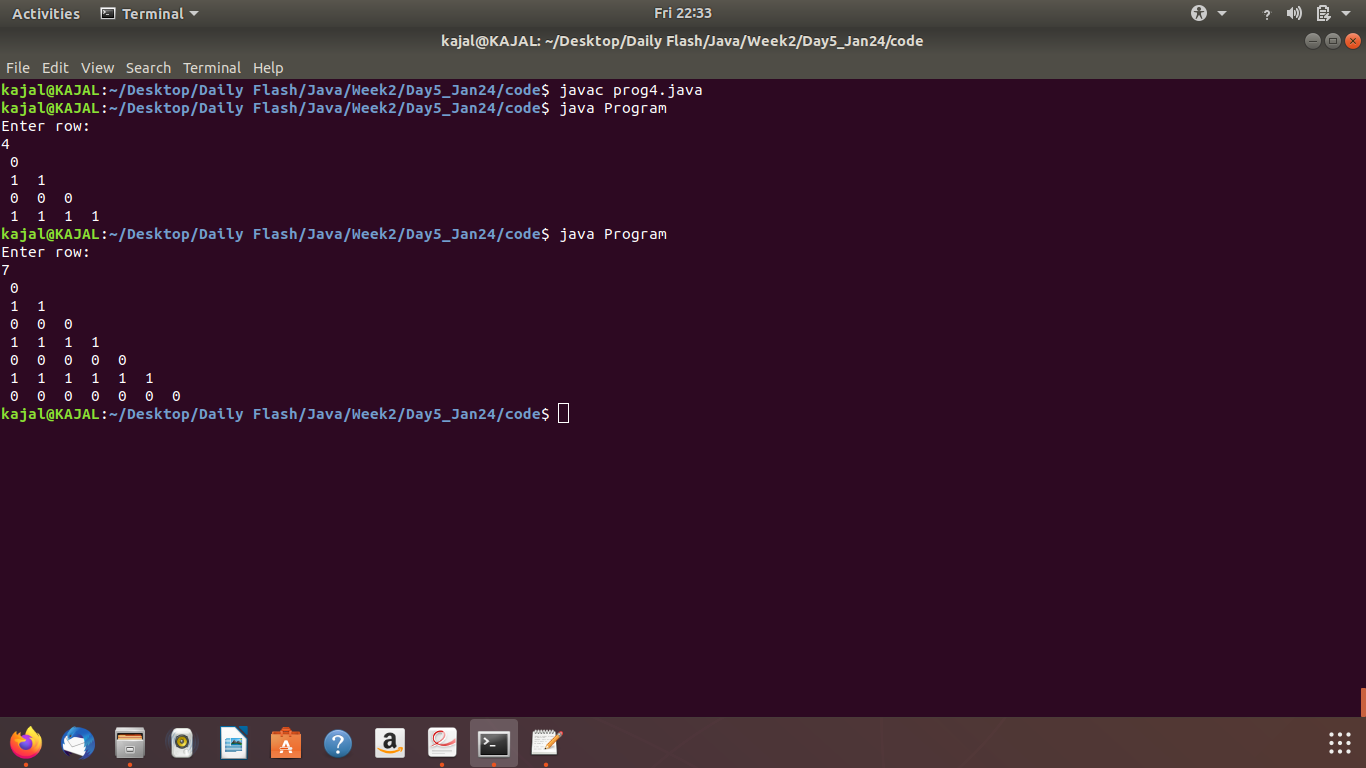 Activities Terminal Fri 22:33 ?
kajal@KAJAL: ~/Desktop/Daily Flash/Java/Week2/Day5_Jan24/code
File Edit View Search Terminal Help
kajal@KAJAL:~/Desktop/Daily Flash/Java/Week2/Day5_Jan24/code$ javac prog4.java
kajal@KAJAL:~/Desktop/Daily Flash/Java/Week2/Day5_Jan24/code$ java Program
Enter row:
4
 0
 1  1
 0  0  0
 1  1  1  1
kajal@KAJAL:~/Desktop/Daily Flash/Java/Week2/Day5_Jan24/code$ java Program
Enter row:
7
 0
 1  1
 0  0  0
 1  1  1  1
 0  0  0  0  0
 1  1  1  1  1  1
 0  0  0  0  0  0  0
kajal@KAJAL:~/Desktop/Daily Flash/Java/Week2/Day5_Jan24/code$